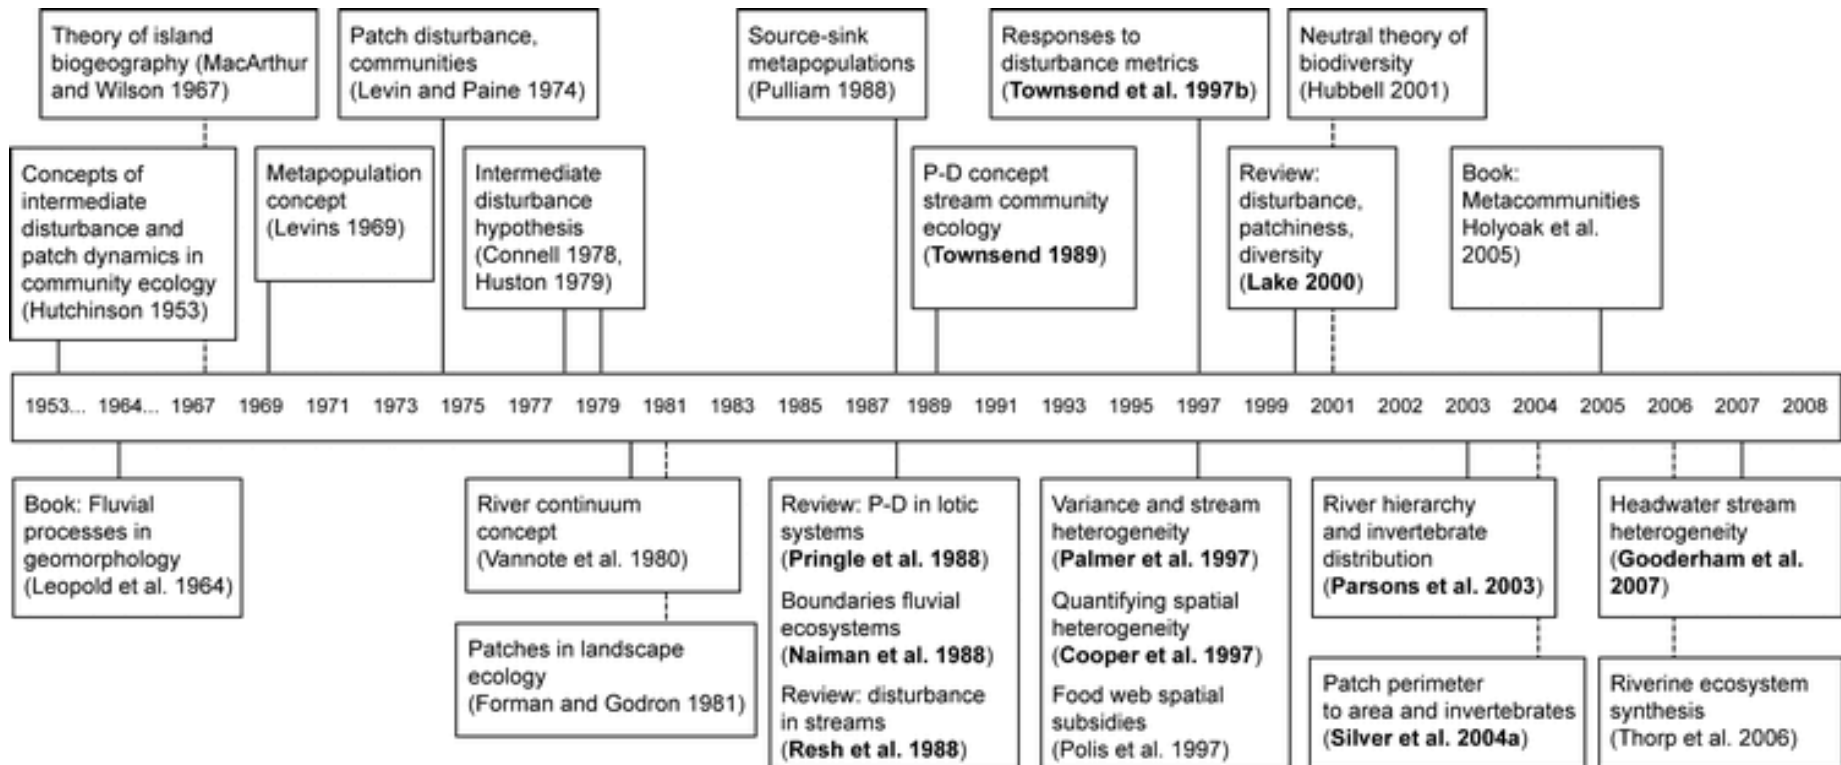 Theory of island
biogeography (MacArthur
and Wilson 1967)
Patch disturbance,
communities
(Levin and Paine 1974)
Source-sink
metapopulations
(Pulliam 1988)
Responses to
disturbance metrics
(Townsend et al. 1997b)
Neutral theory of
biodiversity
(Hubbell 2001)
Concepts of
intermediate
disturbance and
patch dynamics in
community ecology
(Hutchinson 1953)
Metapopulation
concept
(Levins 1969)
Intermediate
disturbance
hypothesis
(Connell 1978,
Huston 1979)
P-D concept
stream community
ecology
(Townsend 1989)
Review:
disturbance,
patchiness,
diversity
(Lake 2000)
Book:
Metacommunities
Holyoak et al.
2005)
1953... 1964... 1967 1969 1971 1973 1975 1977 1979 1981 1983 1985 1987 1989 1991 1993 1995 1997 1999 2001 2002 2003 2004 2005 2006 2007 2008
Book: Fluvial
processes in
geomorphology
(Leopold et al. 1964)
River continuum
concept
(Vannote et al. 1980)
Patches in landscape
ecology
(Forman and Godron 1981)
Review: P-D in lotic
systems
(Pringle et al. 1988)
Boundaries fluvial
ecosystems
(Naiman et al. 1988)
Review: disturbance
in streams
(Resh et al. 1988)
Variance and stream
heterogeneity
(Palmer et al. 1997)
Quantifying spatial
heterogeneity
(Cooper et al. 1997)
Food web spatial
subsidies
(Polis et al. 1997)
River hierarchy
and invertebrate
distribution
(Parsons et al. 2003)
Patch perimeter
to area and invertebrates
(Silver et al. 2004a)
Headwater stream
heterogeneity
(Gooderham et al.
2007)
Riverine ecosystem
synthesis
(Thorp et al. 2006)